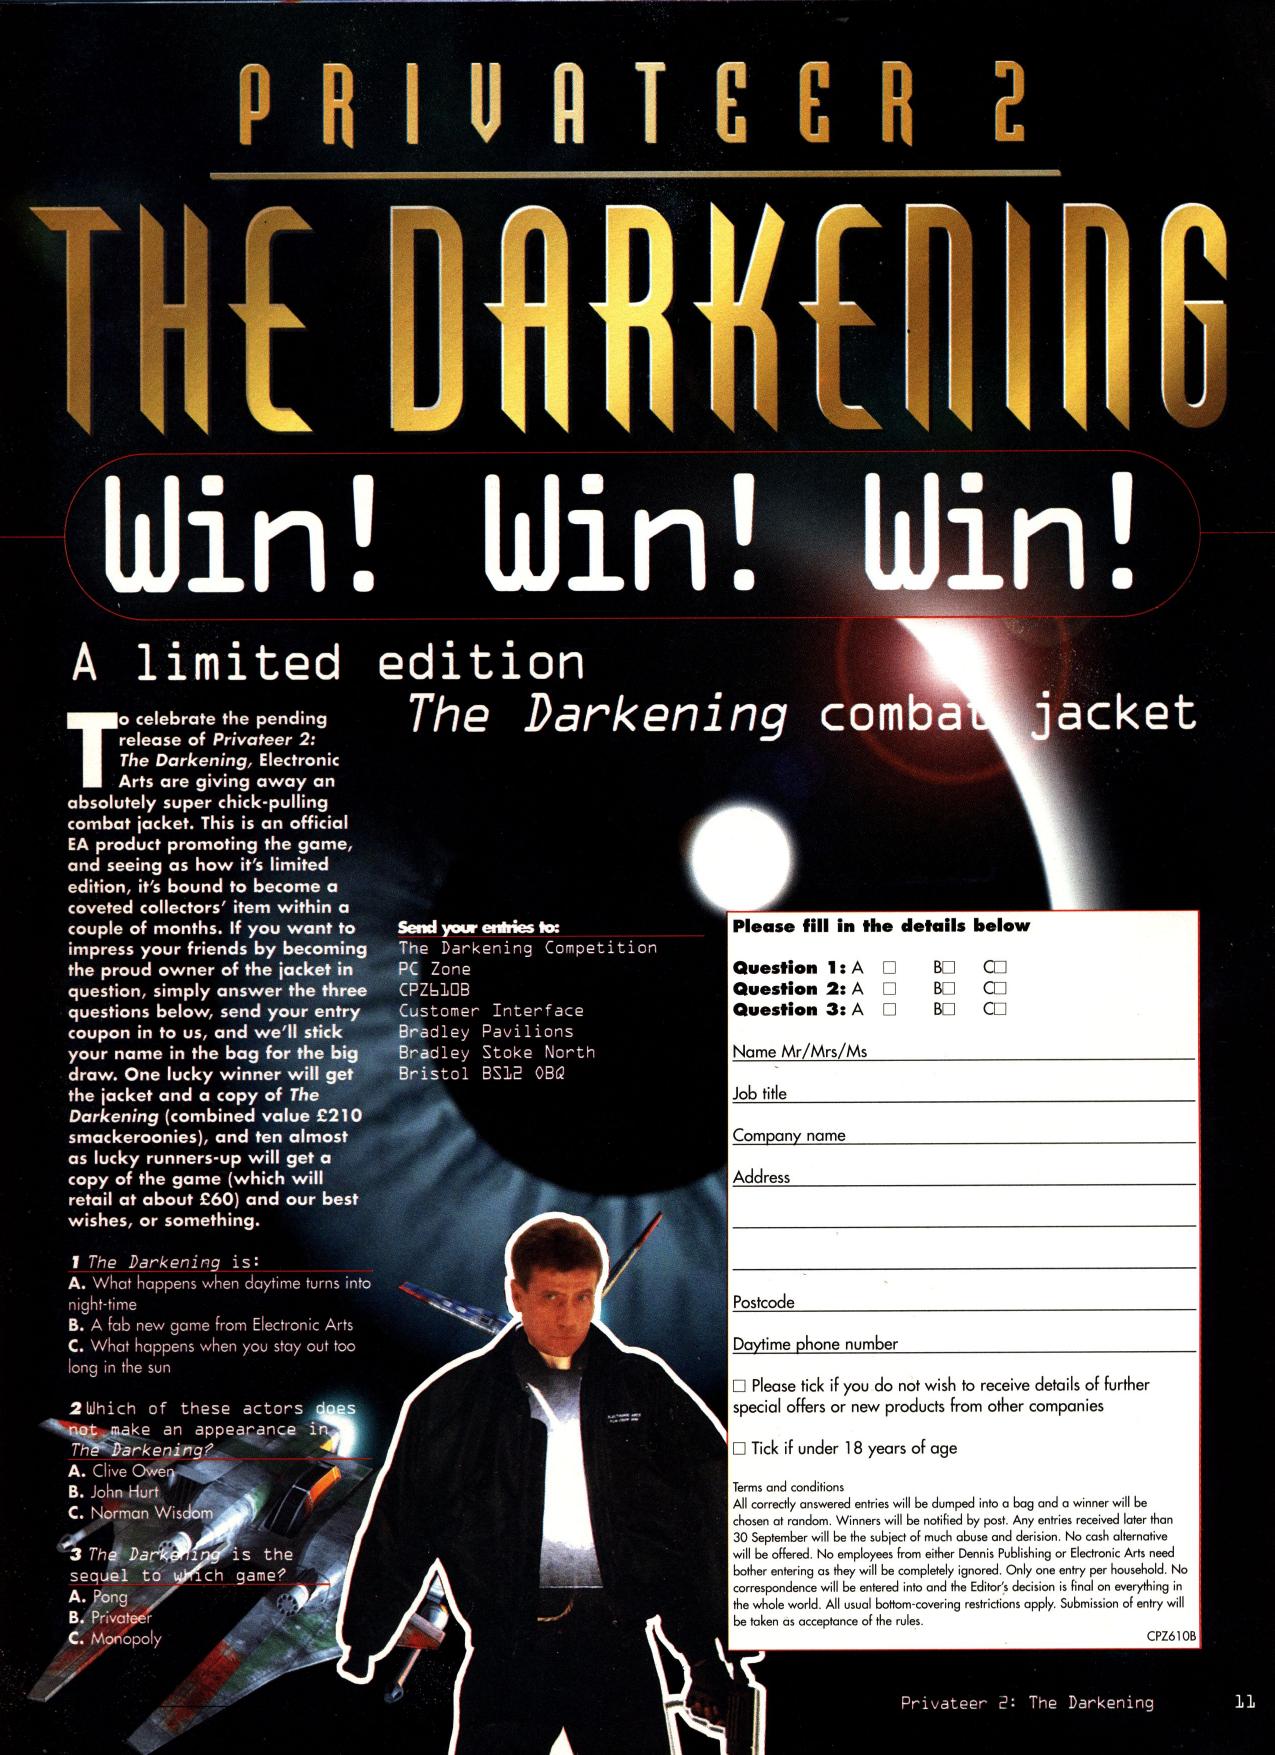 PRIVATEER 2
THE DARKENING
Win! Win! Win!
A limited edition
The Darkening combat jacket
To celebrate the pending
release of Privateer 2:
The Darkening, Electronic
Arts are giving away an
absolutely super chick-pulling
combat jacket. This is an official
EA product promoting the game,
and seeing as how it's limited
edition, it's bound to become a
coveted collectors' item within a
couple of months. If you want to
impress your friends by becoming
the proud owner of the jacket in
question, simply answer the three
questions below, send your entry
coupon in to us, and we'll stick
your name in the bag for the big
draw. One lucky winner will get
the jacket and a copy of The
Darkening (combined value £210
smackeroonies), and ten almost
as lucky runners-up will get a
copy of the game (which will
retail at about £60) and our best
wishes, or something.
1 The Darkening is:
A. What happens when daytime turns into
night-time
B. A fab new game from Electronic Arts
C. What happens when you stay out too
long in the sun
2 Which of these actors does
not make an appearance in
The Darkening?
A. Clive Owen
B. John Hurt
C. Norman Wisdom
3 The Darkening is the
sequel to which game?
A. Pong
B. Privateer
C. Monopoly
Send your entries to:
The Darkening Competition
PC Zone
CPZ610B
Customer Interface
Bradley Pavilions
Bradley Stoke North
Bristol BS12 0BQ
ELECTRONIC ARTS
Please fill in the details below
Question 1: A □ B□ C□
Question 2: A □ B□ C□
Question 3: A □ B□ C□
Name Mr/Mrs/Ms
Job title
Company name
Address
Postcode
Daytime phone number
□ Please tick if you do not wish to receive details of further
special offers or new products from other companies
□ Tick if under 18 years of age
Terms and conditions
All correctly answered entries will be dumped into a bag and a winner will be
chosen at random. Winners will be notified by post. Any entries received later than
30 September will be the subject of much abuse and derision. No cash alternative
will be offered. No employees from either Dennis Publishing or Electronic Arts need
bother entering as they will be completely ignored. Only one entry per household. No
correspondence will be entered into and the Editor's decision is final on everything in
the whole world. All usual bottom-covering restrictions apply. Submission of entry will
be taken as acceptance of the rules.
CPZ610B
Privateer 2: The Darkening 11